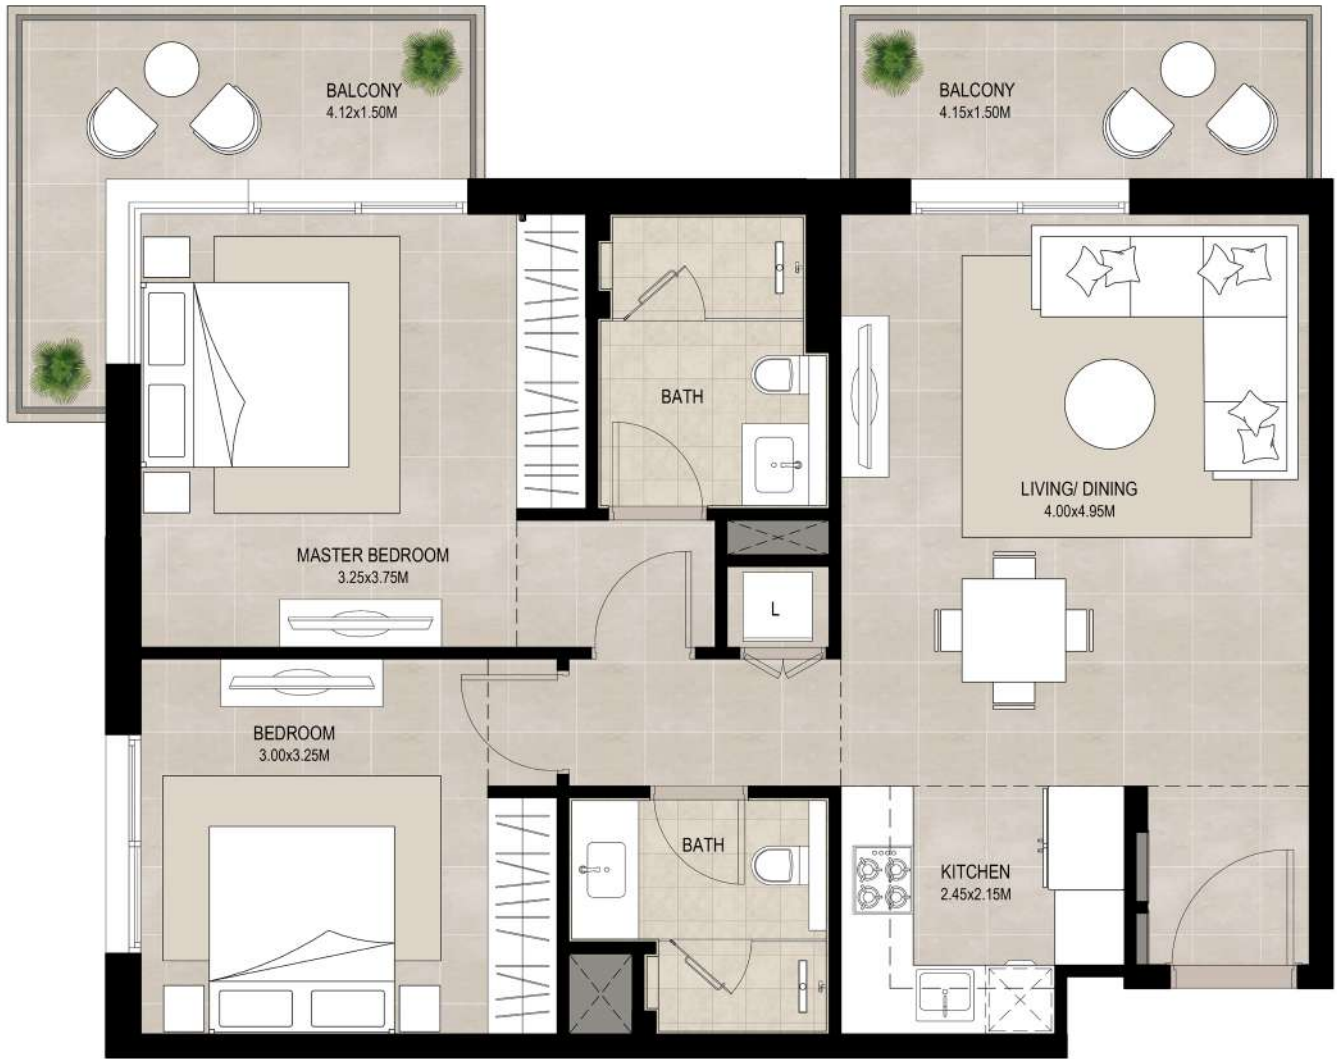 BALCONY
4.12x1.50M
BALCONY
4.15x1.50M
BATH
LIVING/ DINING
4.00x4.95M
MASTER BEDROOM
3.25x3.75M
L
BEDROOM
3.00x3.25M
BATH
KITCHEN
2.45x2.15M